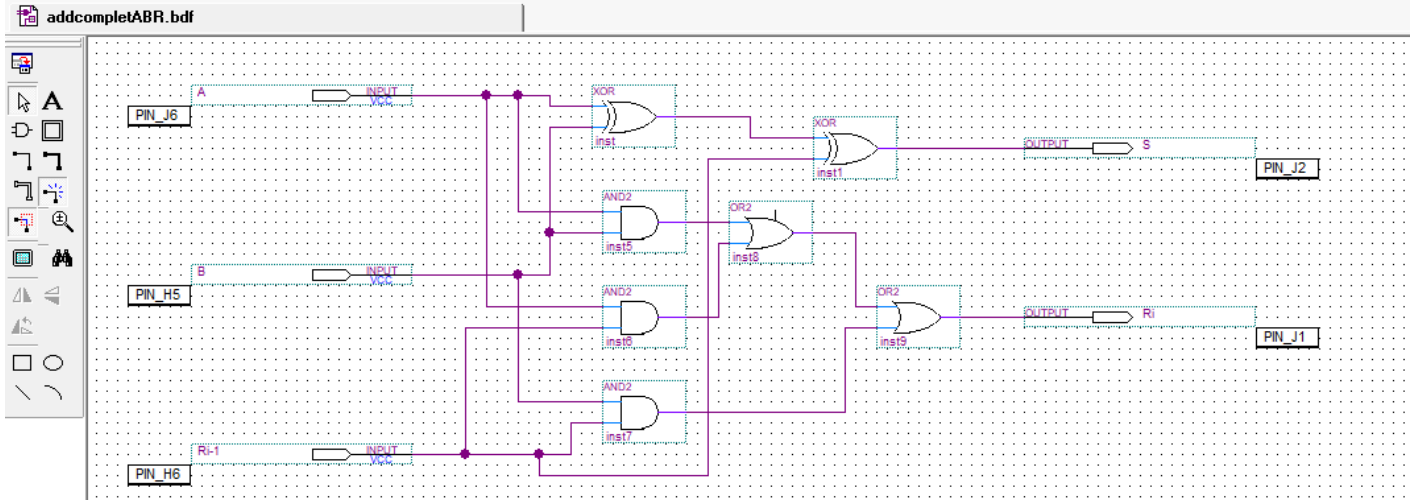 addcompletABR.bdf
A
INPUT
VCC
PIN_J6
XOR
inst
XOR
inst1
OUTPUT
S
PIN_J2
AND2
inst5
OR2
inst8
B
INPUT
VCC
PIN_H5
AND2
inst6
OR2
inst9
OUTPUT
Ri
PIN_J1
AND2
inst7
Ri-1
INPUT
VCC
PIN_H6